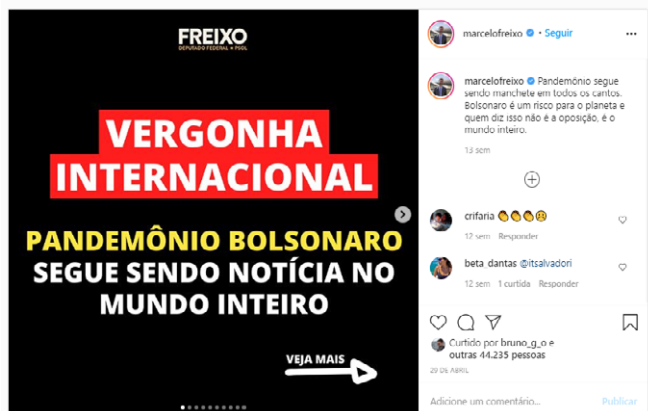 FREIXO
DEPUTADO FEDERAL • PSOL
VERGONHA
INTERNACIONAL
PANDEMÔNIO BOLSONARO
SEGUE SENDO NOTÍCIA NO
MUNDO INTEIRO
VEJA MAIS
marcelofreixo • Seguir
marcelofreixo Pandemônio segue
sendo manchete em todos os cantos.
Bolsonaro é um risco para o planeta e
quem diz isso não é a oposição, é o
mundo inteiro.
13 sem
crifaria 👏👏👏😢
12 sem Responder
beta_dantas @itsalvadori
12 sem 1 curtida Responder
Curtido por bruno_g_o e
outras 44.235 pessoas
29 DE ABRIL
Adicione um comentário... Publicar